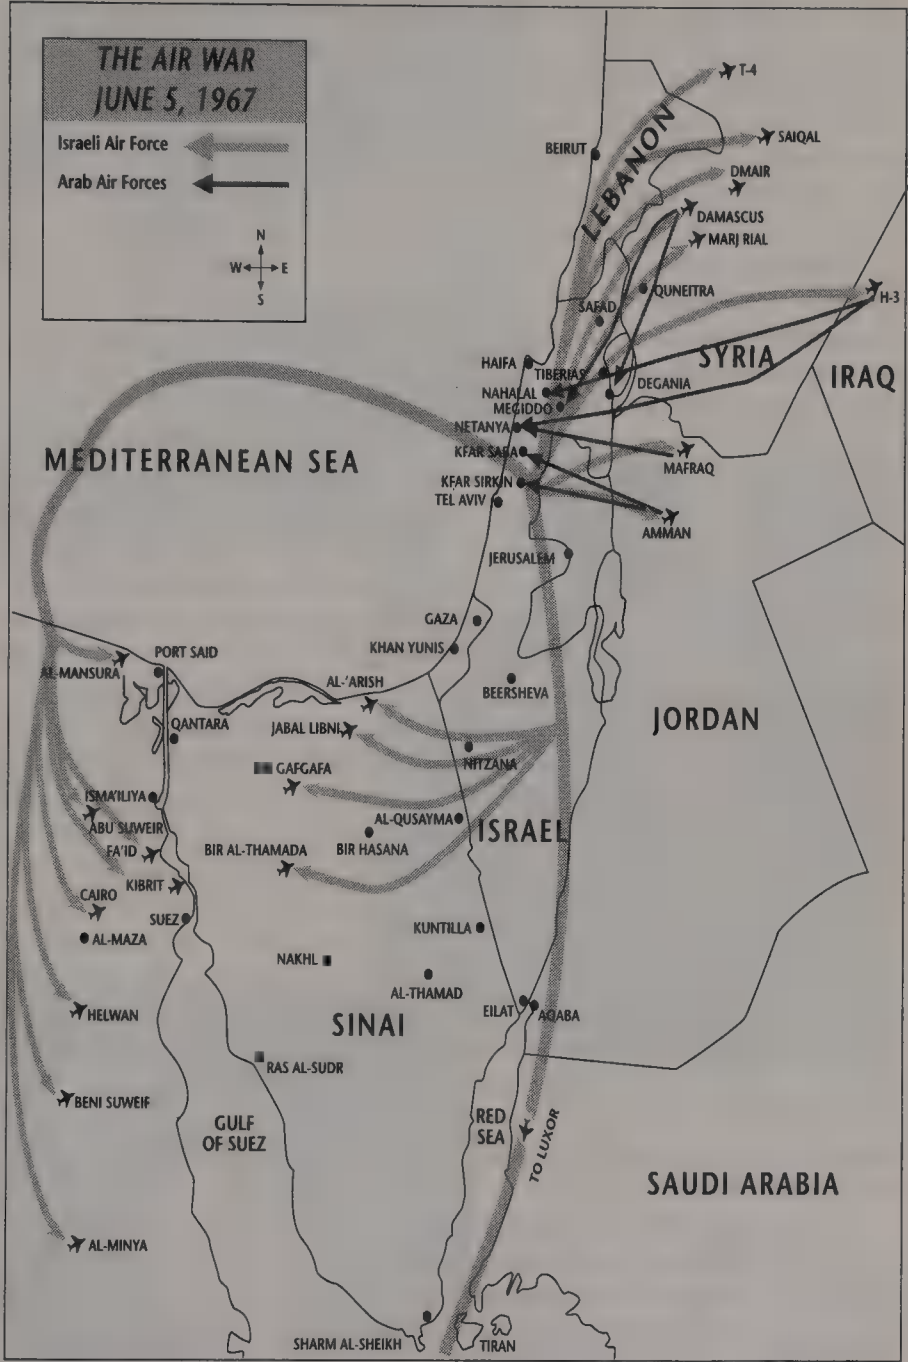 THE AIR WAR
JUNE 5, 1967
Israeli Air Force
Arab Air Forces
N
W E
S
T-4
SAIQAL
BEIRUT
LEBANON
DMAIR
DAMASCUS
MARJ RIAL
QUNEITRA
H-3
SAFAD
SYRIA
HAIFA
TIBERIAS
IRAQ
NAHALAL
DEGANIA
MEGIDDO
NETANYA
MEDITERRANEAN SEA
KFAR SABA
MAFRAQ
KFAR SIRKIN
TEL AVIV
AMMAN
JERUSALEM
GAZA
KHAN YUNIS
PORT SAID
AL-MANSURA
AL-'ARISH
BEERSHEVA
QANTARA
JABAL LIBNI
JORDAN
NITZANA
GAFGAFA
ISMA'ILIYA
ABU SUWEIR
AL-QUSAYMA
ISRAEL
FA'ID
BIR AL-THAMADA
BIR HASANA
KIBRIT
CAIRO
SUEZ
KUNTILLA
AL-MAZA
NAKHL
AL-THAMAD
HELWAN
SINAI
EILAT
AQABA
RAS AL-SUDR
BENI SUWEIF
GULF
OF SUEZ
RED
SEA
TO LUXOR
SAUDI ARABIA
AL-MINYA
SHARM AL-SHEIKH
TIRAN